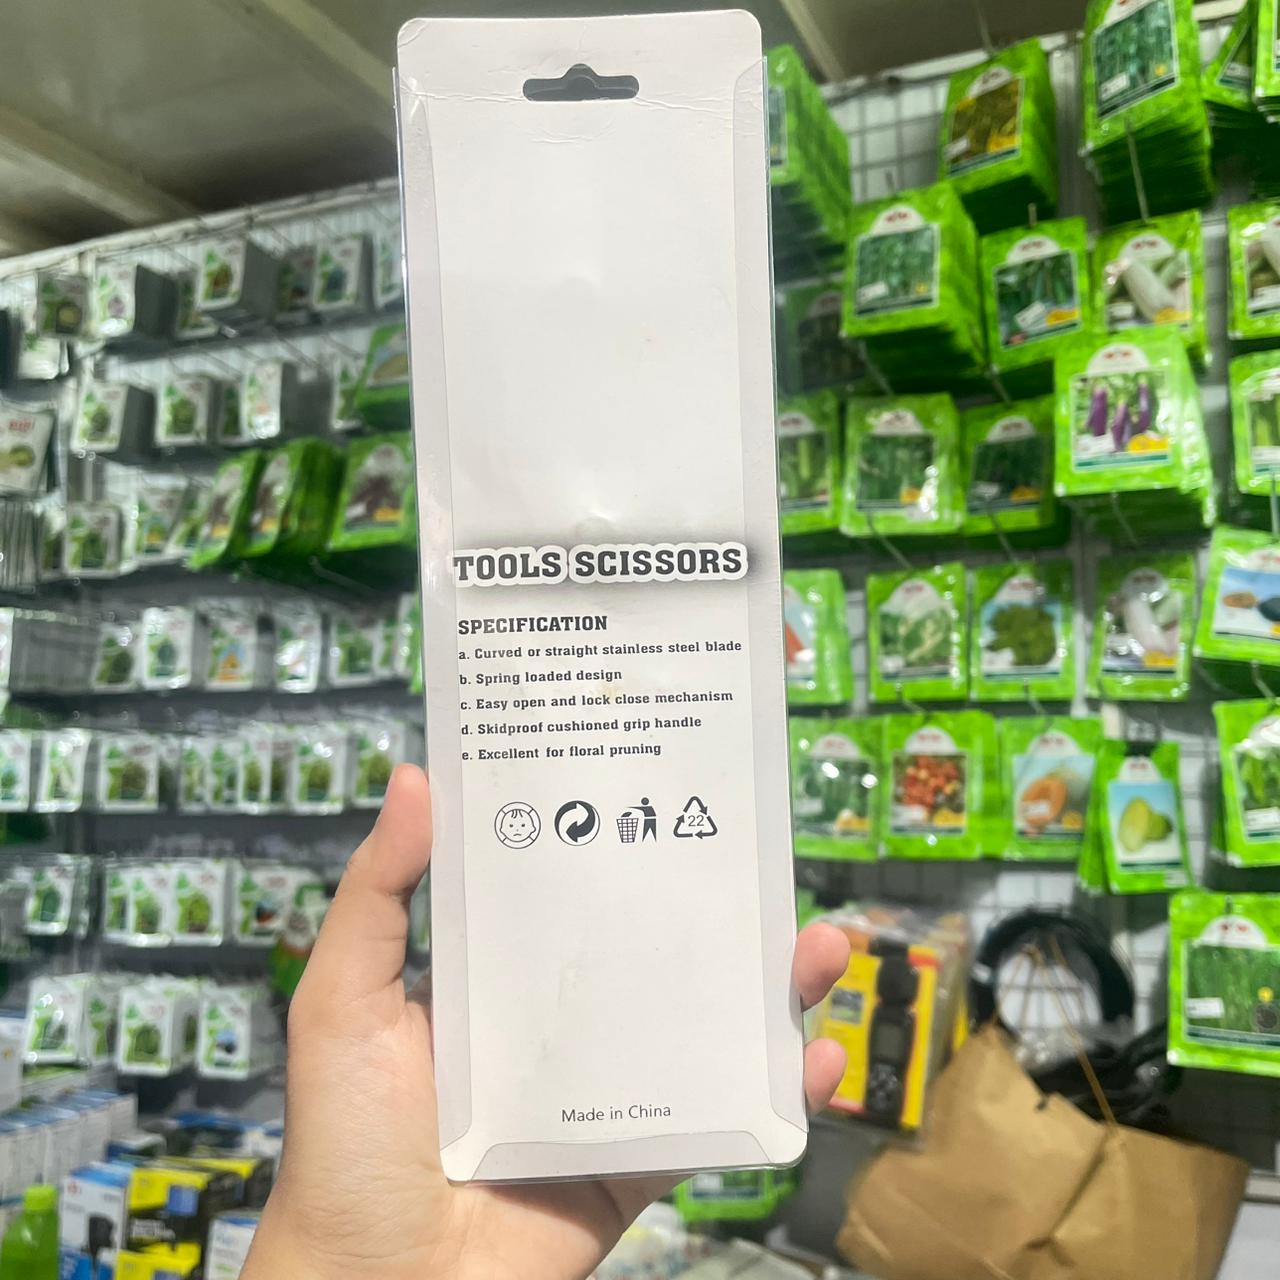 TOOLS SCISSORS
SPECIFICATION
a. Curved or straight stainless steel blade
b. Spring loaded design
c. Easy open and lock close mechanism
d. Skidproof cushioned grip handle
e. Excellent for floral pruning
22
Made in China